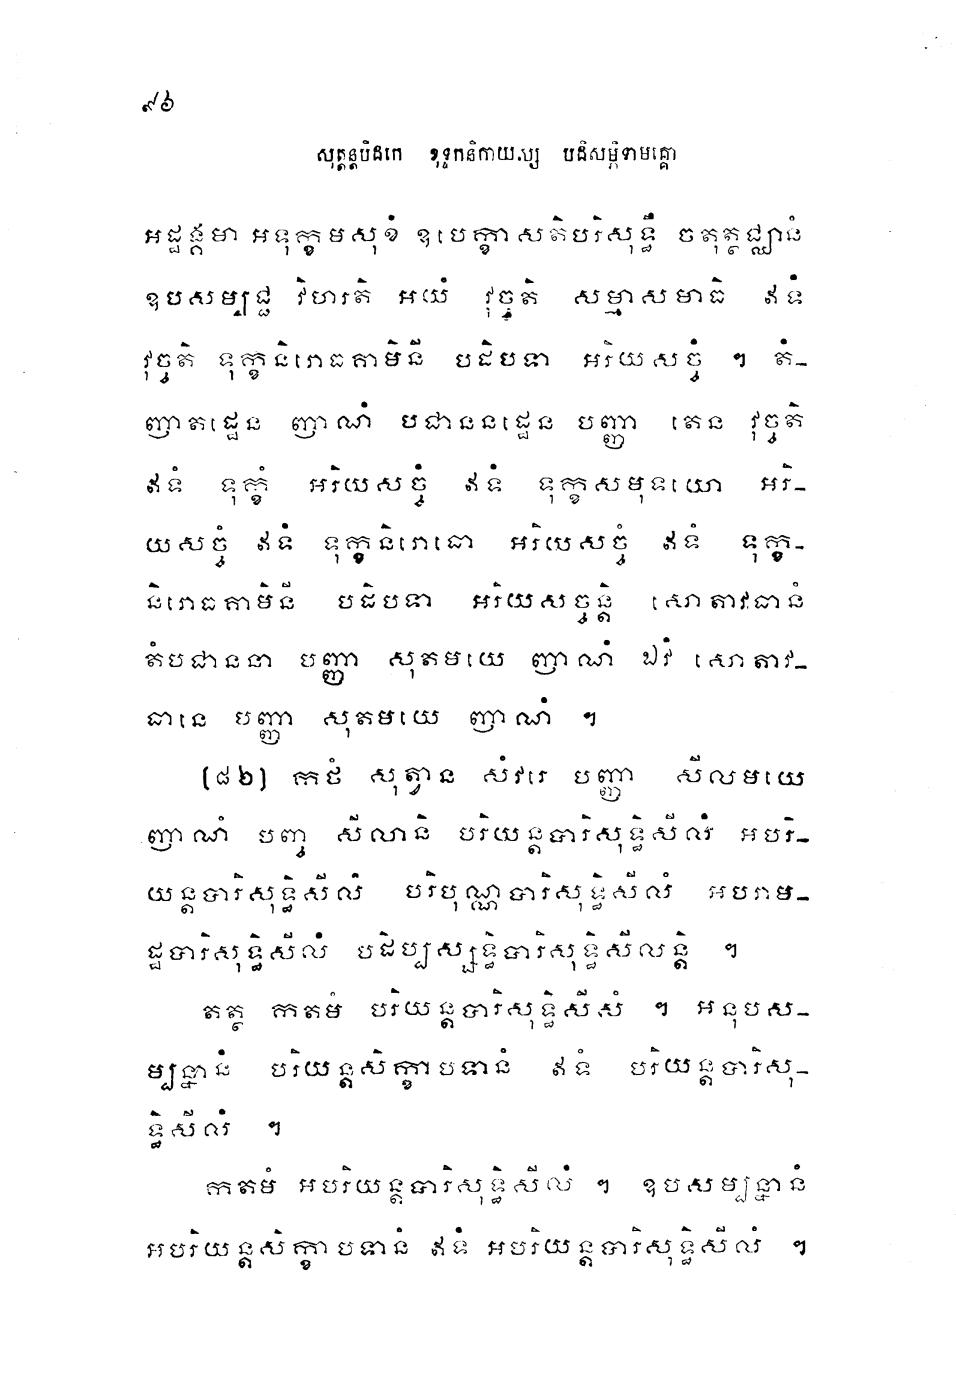 ៩៦
សុត្តន្តបិដកេ ខុទ្ទកនិកាយស្ស បដិសម្ភិទាមគ្គោ
អដ្ឋង្គមា អទុក្ខមសុខំ ឧបេក្ខាសតិបរិសុទ្ធឹ ចតុត្ថជ្ឈានំ
ឧបសម្បជ្ជ វិហរតិ អយំ វុច្ចតិ សម្មាសមាធិ ឥទំ
វុច្ចតិ ទុក្ខនិរោធគាមិនី បដិបទា អរិយសច្ចំ ។ តំ-
ញាតដ្ឋេន ញាណំ បជាននដ្ឋេន បញ្ញា តេន វុច្ចតិ
ឥទំ ទុក្ខំ អរិយសច្ចំ ឥទំ ទុក្ខសមុទយោ អរិ-
យសច្ចំ ឥទំ ទុក្ខនិរោធោ អរិយសច្ចំ ឥទំ ទុក្ខ-
និរោធគាមិនី បដិបទា អរិយសច្ចន្តិ សោតាវធានំ
តំបជាននា បញ្ញា សុតមយេ ញាណំ ឯវំ សោតាវ-
ធានេ បញ្ញា សុតមយេ ញាណំ ។
(៨៦) កថំ សុត្វាន សំវរេ បញ្ញា សីលមយេ
ញាណំ បញ្ច សីលានិ បរិយន្តបារិសុទ្ធិសីលំ អបរិ-
យន្តបារិសុទ្ធិសីលំ បរិបុណ្ណបារិសុទ្ធិសីលំ អបរាម-
ដ្ឋបារិសុទ្ធិសីលំ បដិប្បស្សទ្ធិបារិសុទ្ធិសីលន្តិ ។
តត្ថ កតមំ បរិយន្តបារិសុទ្ធិសីលំ ។ អនុបស-
ម្បន្នានំ បរិយន្តសិក្ខាបទានំ ឥទំ បរិយន្តបារិសុ-
ទ្ធិសីលំ ។
កតមំ អបរិយន្តបារិសុទ្ធិសីលំ ។ ឧបសម្បន្នានំ
អបរិយន្តសិក្ខាបទានំ ឥទំ អបរិយន្តបារិសុទ្ធិសីលំ ។